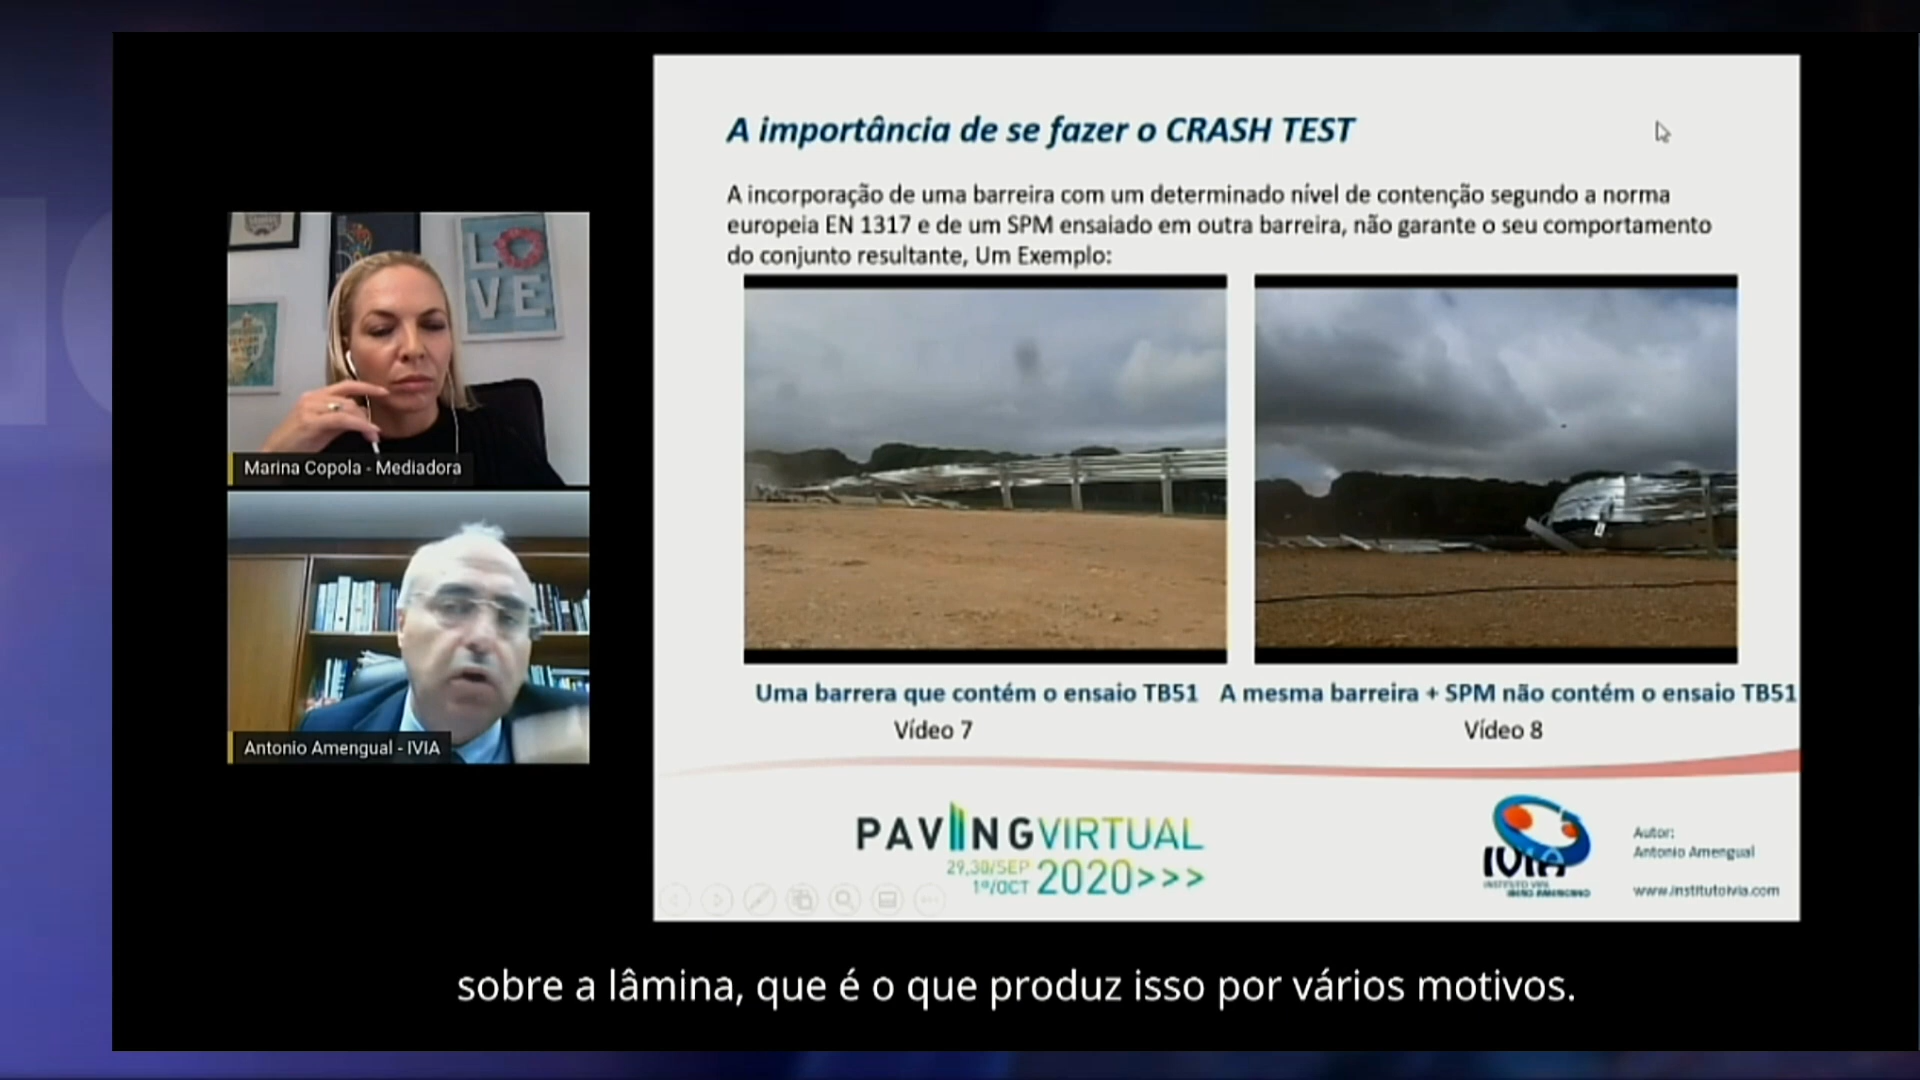 A importância de se fazer o CRASH TEST
A incorporação de uma barreira com um determinado nível de contenção segundo a norma
europeia EN 1317 e de um SPM ensaiado em outra barreira, não garante o seu comportamento
do conjunto resultante, Um Exemplo:
LOVE
Marina Copola - Mediadora
Antonio Amengual - IVIA
Uma barrera que contém o ensaio TB51
Vídeo 7
A mesma barreira + SPM não contém o ensaio TB51
Vídeo 8
PAVINGVIRTUAL
29,30/SEP
1º/OCT
2020>>>
IVIA
Autor:
Antonio Amengual
www.institutoivia.com
sobre a lâmina, que é o que produz isso por vários motivos.